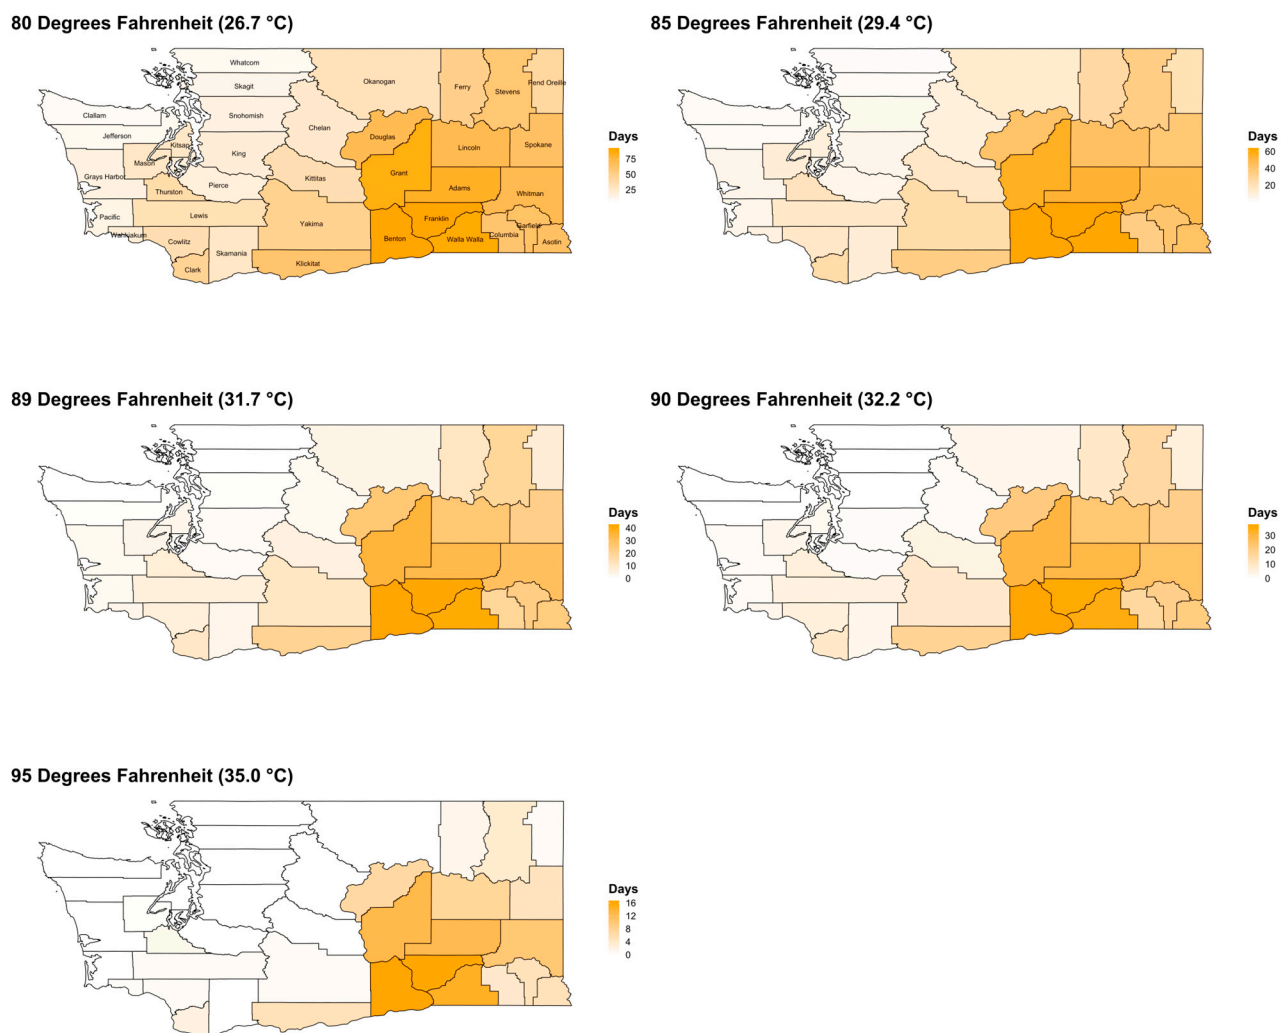 80 Degrees Fahrenheit (26.7 °C)
Whatcom
Okanogan
Ferry
Pend Oreille
Stevens
Skagit
Clallam
Snohomish
Chelan
Jefferson
Douglas
Kitsap
King
Lincoln
Spokane
Mason
Grant
Grays Harbor
Kittitas
Pierce
Adams
Thurston
Whitman
Pacific
Lewis
Franklin
Yakima
Garfield
Wahkiakum
Columbia
Cowlitz
Benton
Walla Walla
Asotin
Skamania
Klickitat
Clark
Days
75
50
25
85 Degrees Fahrenheit (29.4 °C)
Days
60
40
20
89 Degrees Fahrenheit (31.7 °C)
Days
40
30
20
10
0
90 Degrees Fahrenheit (32.2 °C)
Days
30
20
10
0
95 Degrees Fahrenheit (35.0 °C)
Days
16
12
8
4
0